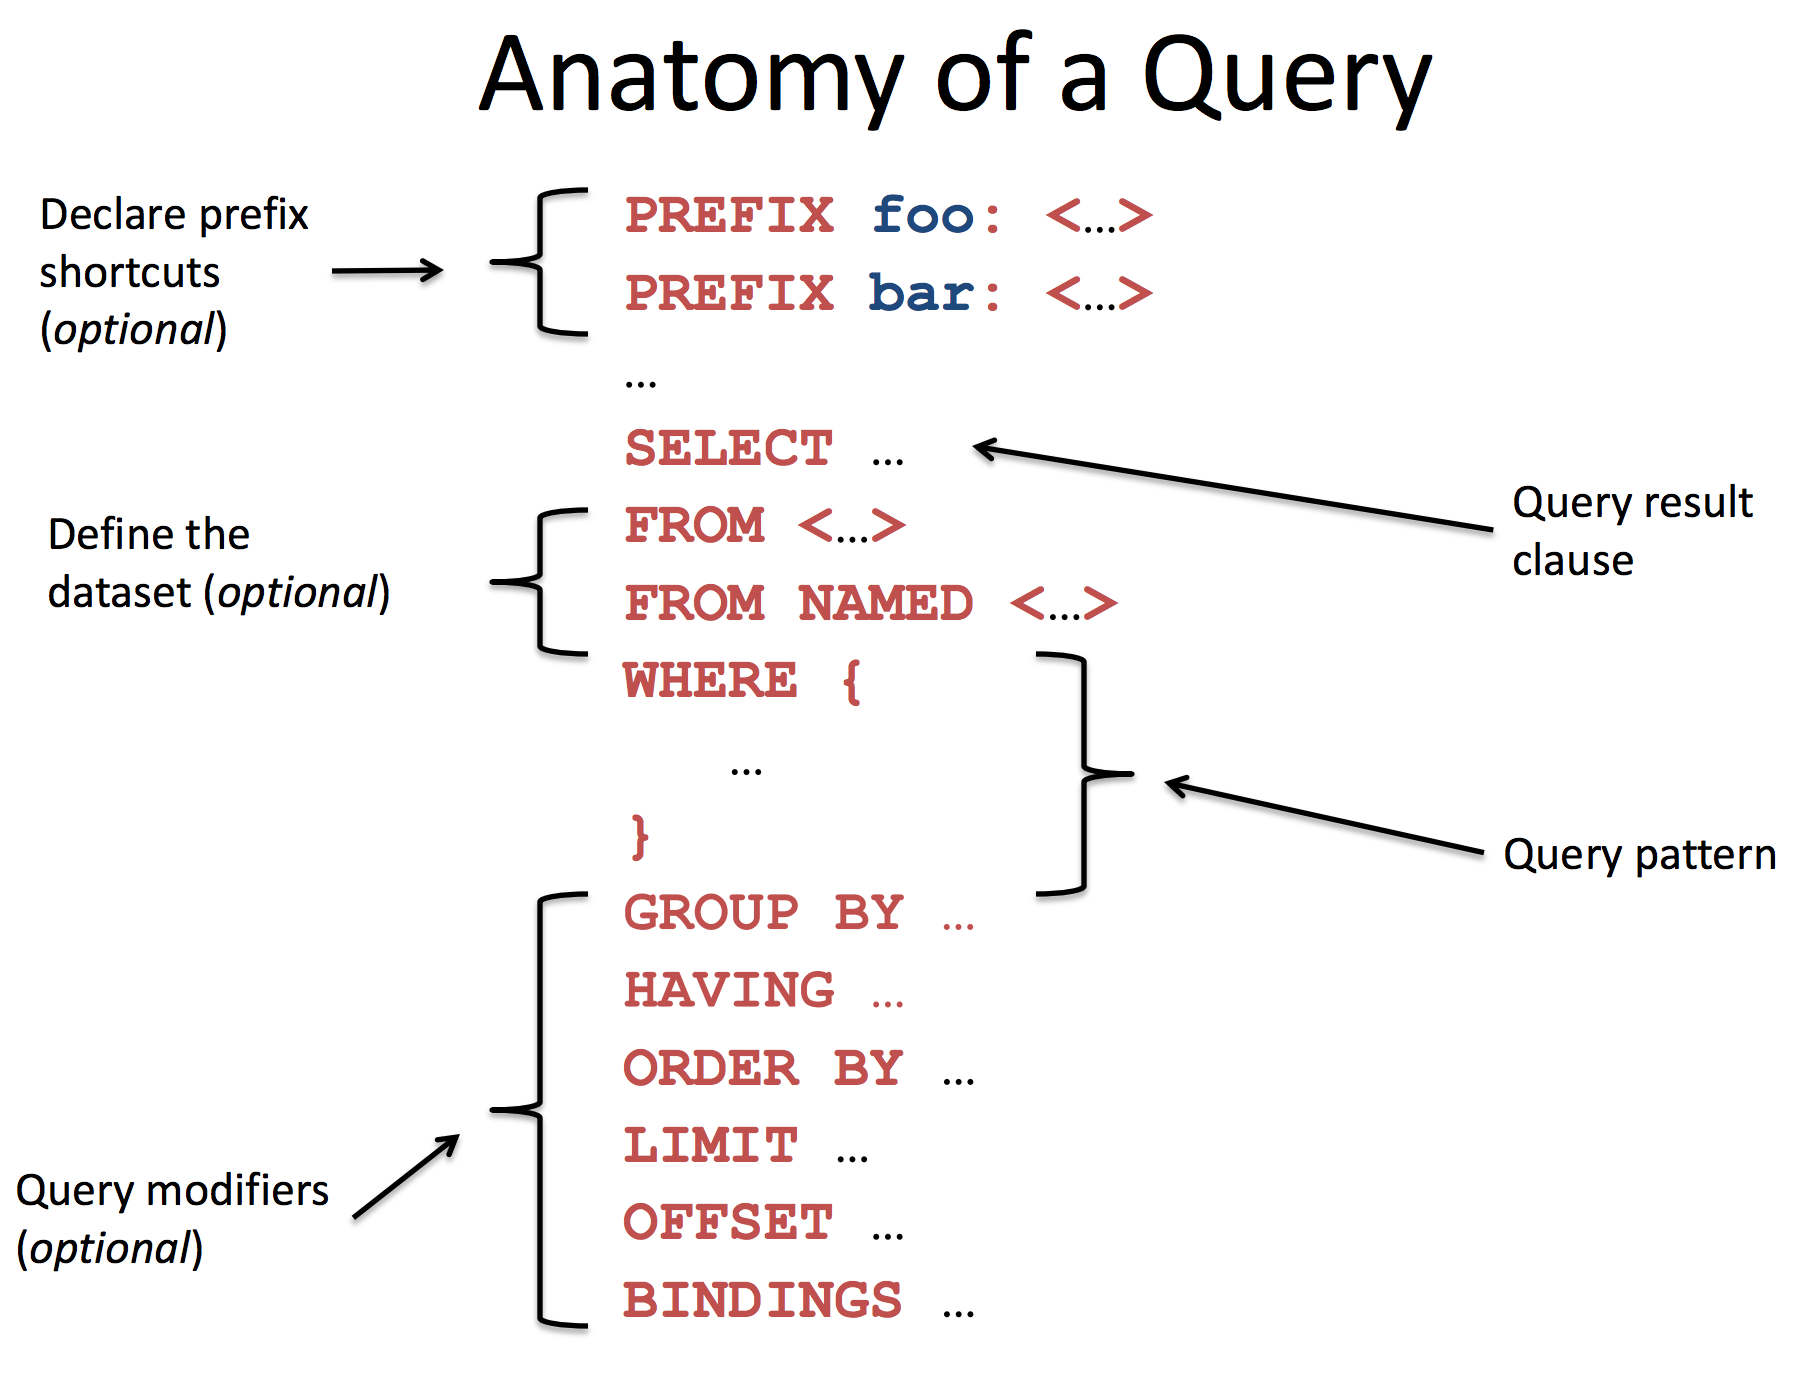 Anatomy of a Query
Declare prefix
shortcuts
(optional)
PREFIX foo: <…>
PREFIX bar: <…>
…
SELECT …
Query result
clause
Define the
dataset (optional)
FROM <…>
FROM NAMED <…>
WHERE {
…
}
Query pattern
GROUP BY …
HAVING …
ORDER BY …
LIMIT …
OFFSET …
BINDINGS …
Query modifiers
(optional)